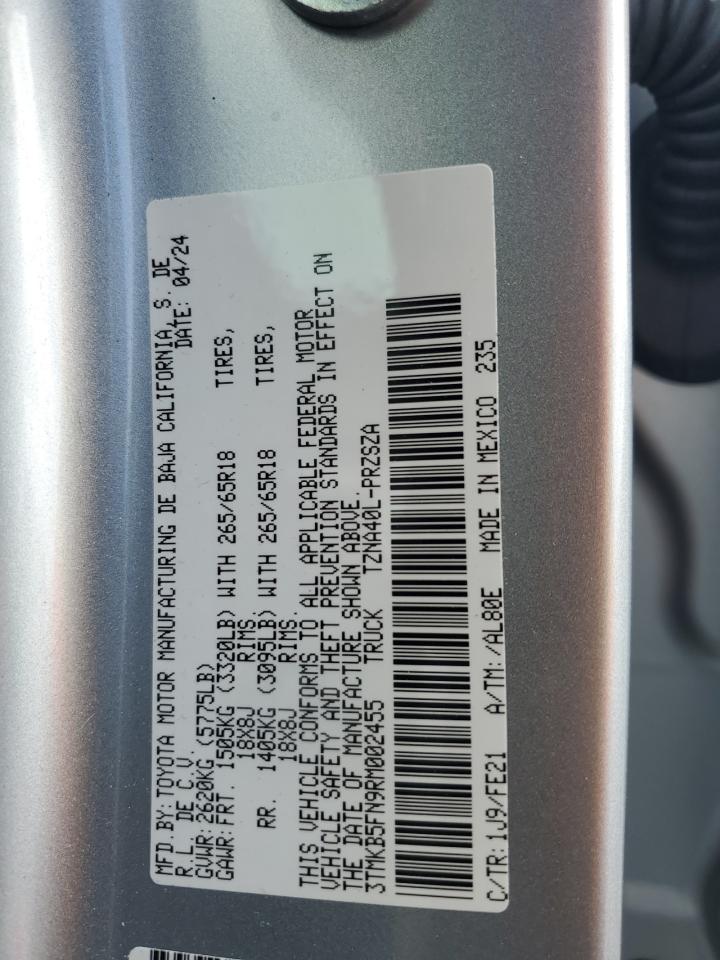 MFD.BY: TOYOTA MOTOR MANUFACTURING DE BAJA CALIFORNIA, S. DE
R.L. DE C.V. DATE: 04/24
GVWR: 2620KG (5775LB)
GAWR: FRT. 1505KG (3320LB) WITH 265/65R18 TIRES,
18X8J RIMS.
RR. 1405KG (3095LB) WITH 265/65R18 TIRES,
18X8J RIMS.
THIS VEHICLE CONFORMS TO ALL APPLICABLE FEDERAL MOTOR
VEHICLE SAFETY AND THEFT PREVENTION STANDARDS IN EFFECT ON
THE DATE OF MANUFACTURE SHOWN ABOVE.
3TMKB5FN9RM002455 TRUCK TZNA40L-PRZSZA
C/TR: 1J9/FE21 A/TM: /AL80E MADE IN MEXICO 235